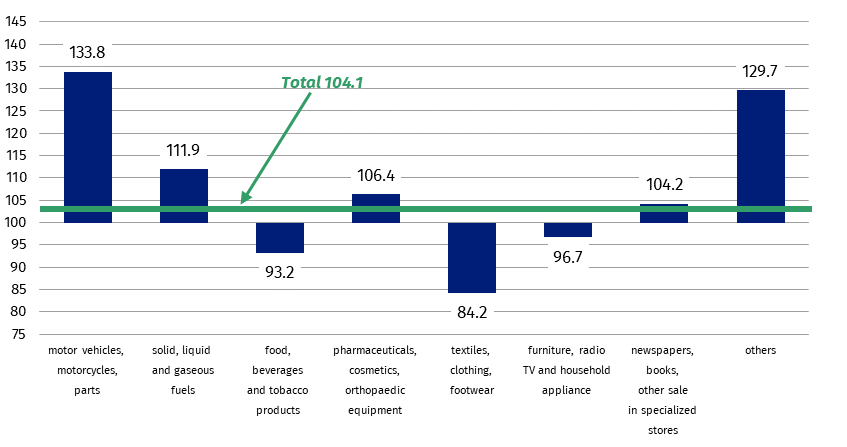 145
140
135
130
125
120
115
110
105
100
95
90
85
80
75
133.8
111.9
93.2
106.4
84.2
96.7
104.2
129.7
Total 104.1
motor vehicles,
motorcycles,
parts
solid, liquid
and gaseous
fuels
food,
beverages
and tobacco
products
pharmaceuticals,
cosmetics,
orthopaedic
equipment
textiles,
clothing,
footwear
furniture, radio
TV and household
appliance
newspapers,
books,
other sale
in specialized
stores
others